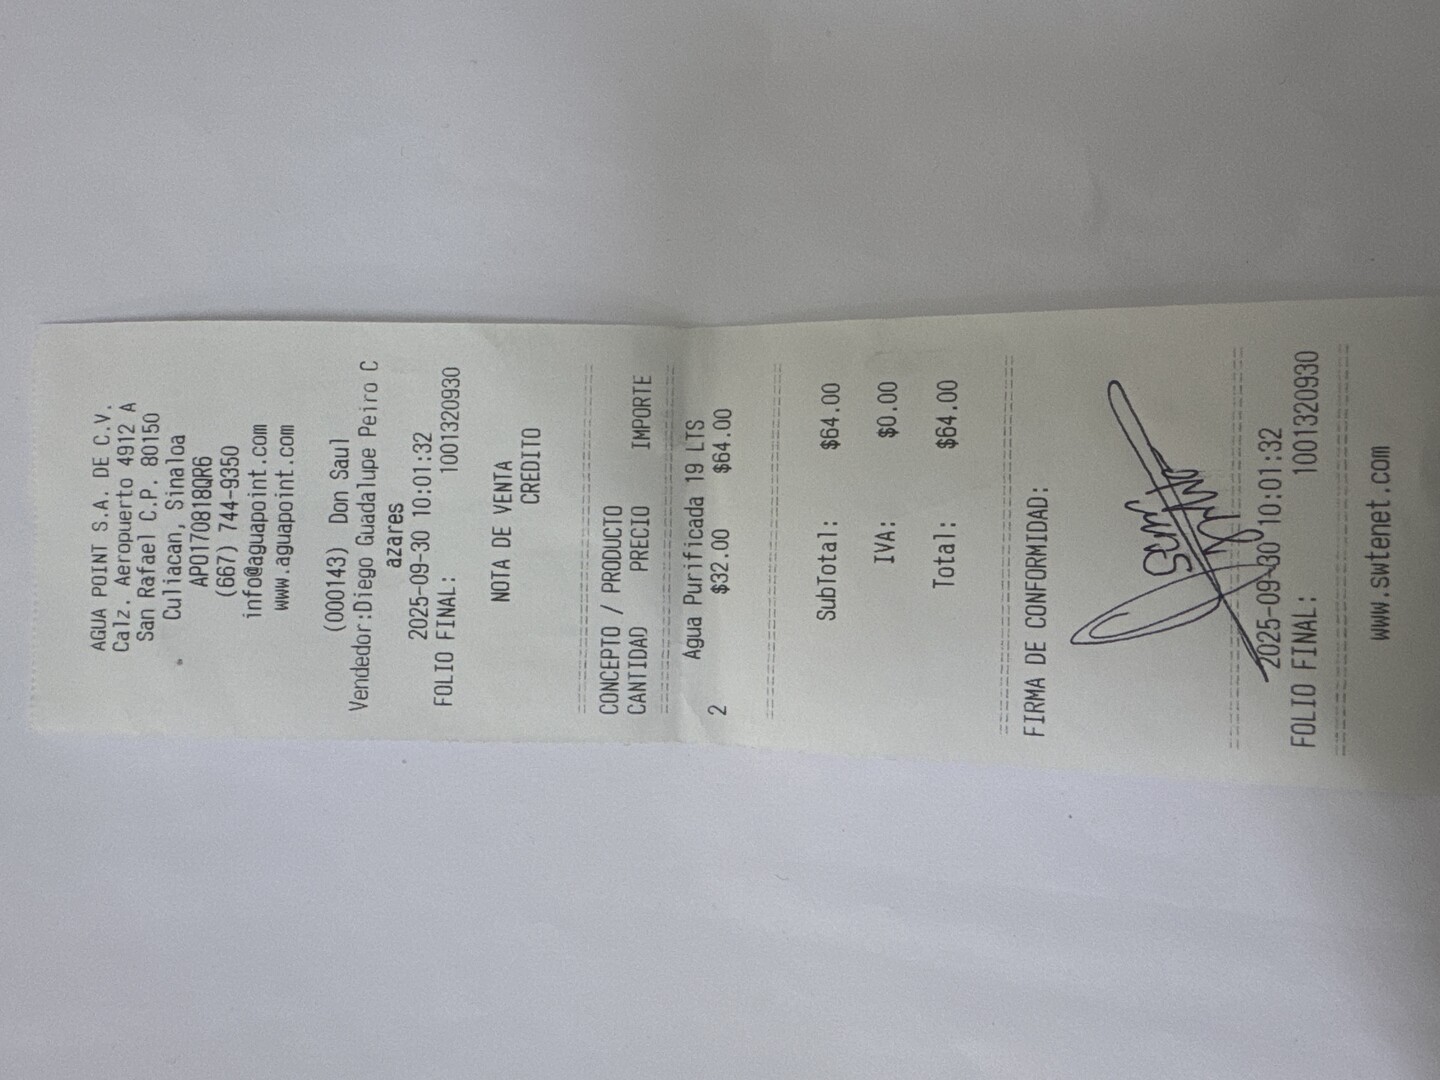 AGUA POINT S.A. DE C.V.
Calz. Aeropuerto 4912 A
San Rafael C.P. 80150
Culiacan, Sinaloa
APO170818QR6
(667) 744-9350
info@aguapoint.com
www.aguapoint.com
(000143) Don Saul
Vendedor:Diego Guadalupe Peiro C
azares
2025-09-30 10:01:32
FOLIO FINAL: 1001320930
NOTA DE VENTA
CREDITO
CONCEPTO / PRODUCTO
CANTIDAD PRECIO IMPORTE
Agua Purificada 19 LTS
2 $32.00 $64.00
SubTotal: $64.00
IVA: $0.00
Total: $64.00
FIRMA DE CONFORMIDAD:
2025-09-30 10:01:32
FOLIO FINAL: 1001320930
www.swtenet.com